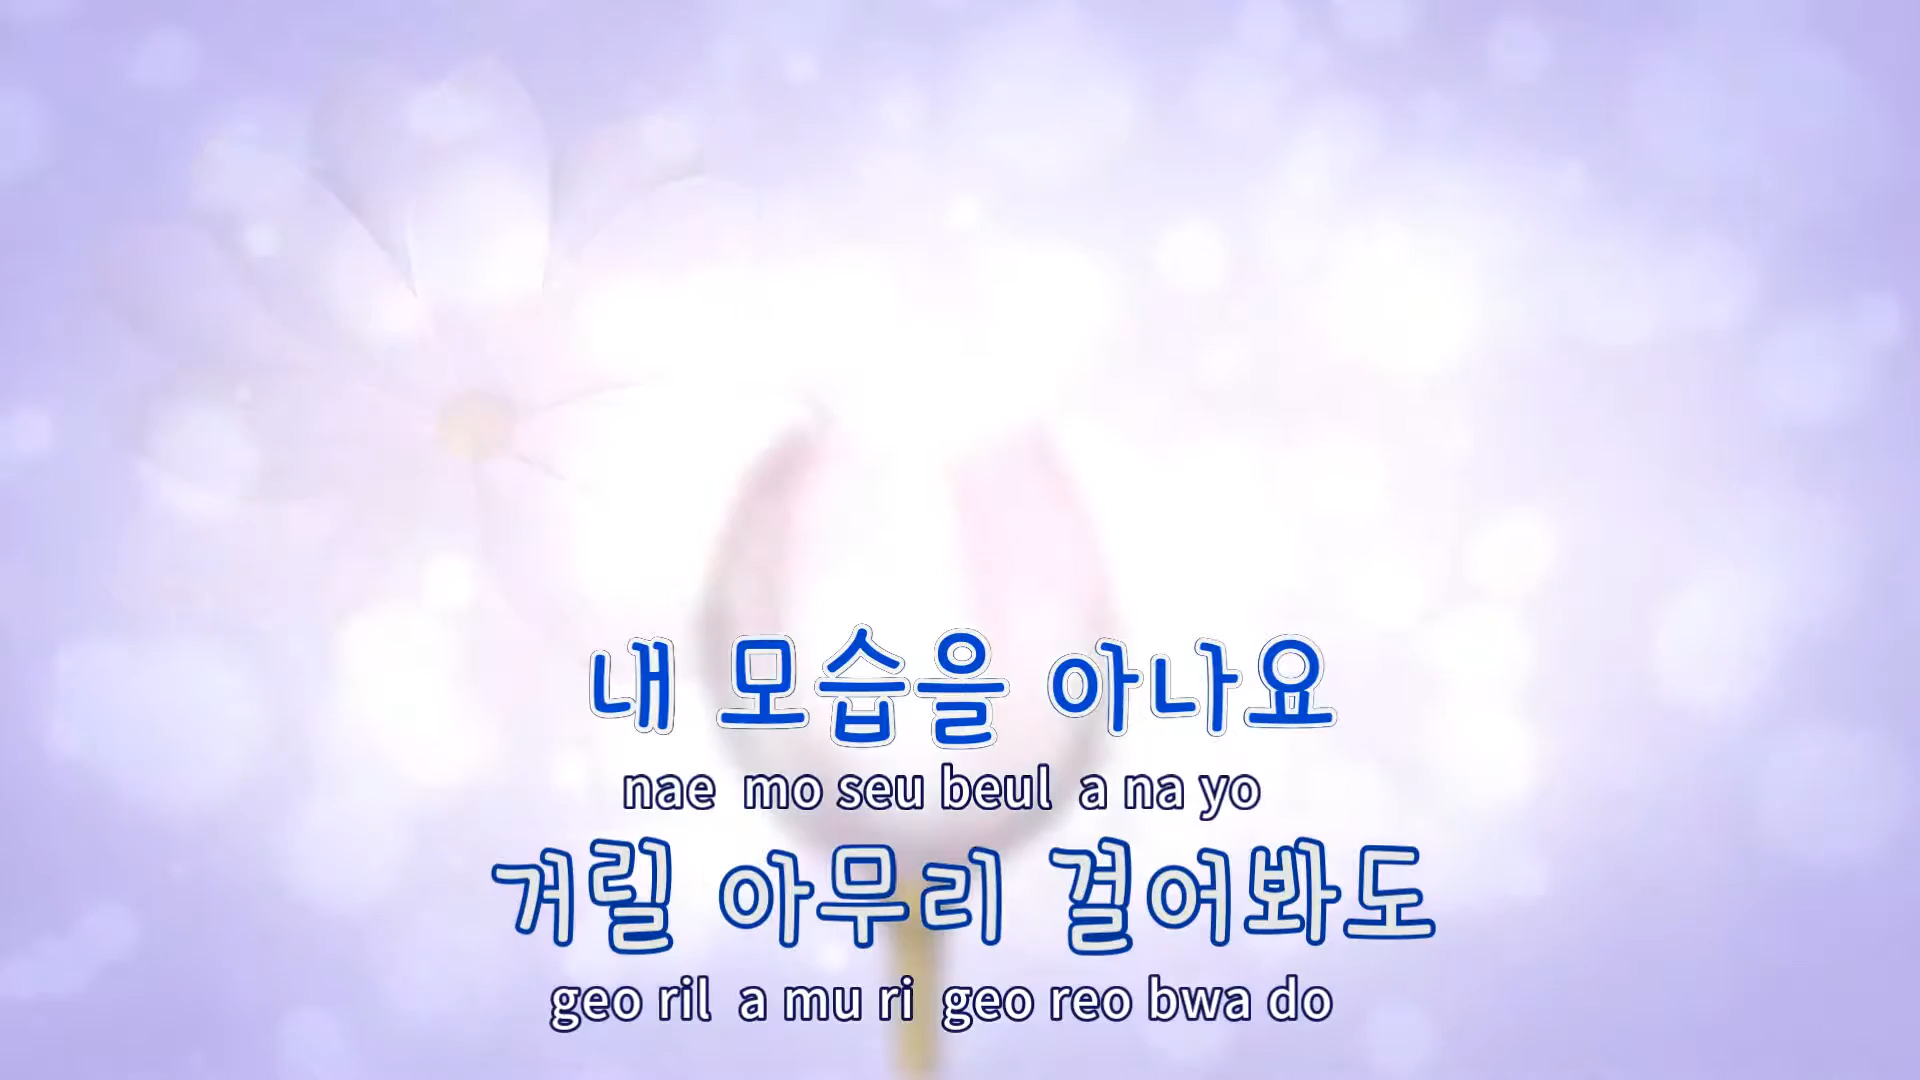 내 모습을 아나요
nae mo seu beul a na yo
거릴 아무리 걸어봐도
geo ril a mu ri geo reo bwa do